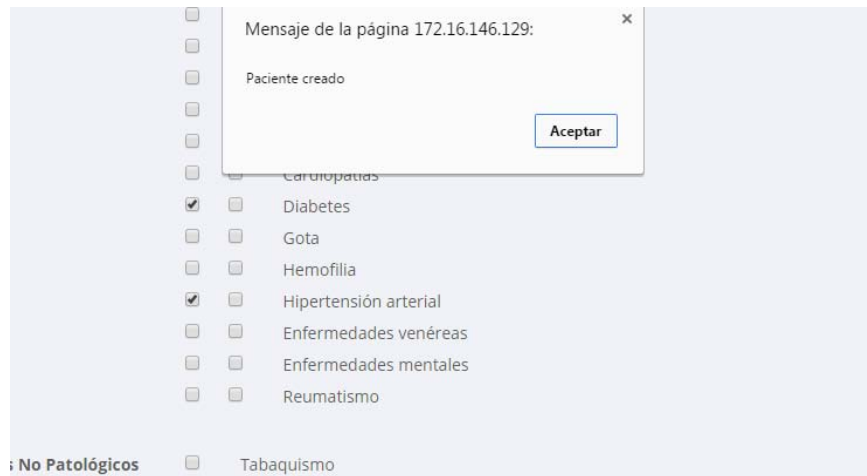 Mensaje de la página 172.16.146.129:
×
Paciente creado
Aceptar
Cardiopatías
Diabetes
Gota
Hemofilia
Hipertensión arterial
Enfermedades venéreas
Enfermedades mentales
Reumatismo
s No Patológicos Tabaquismo